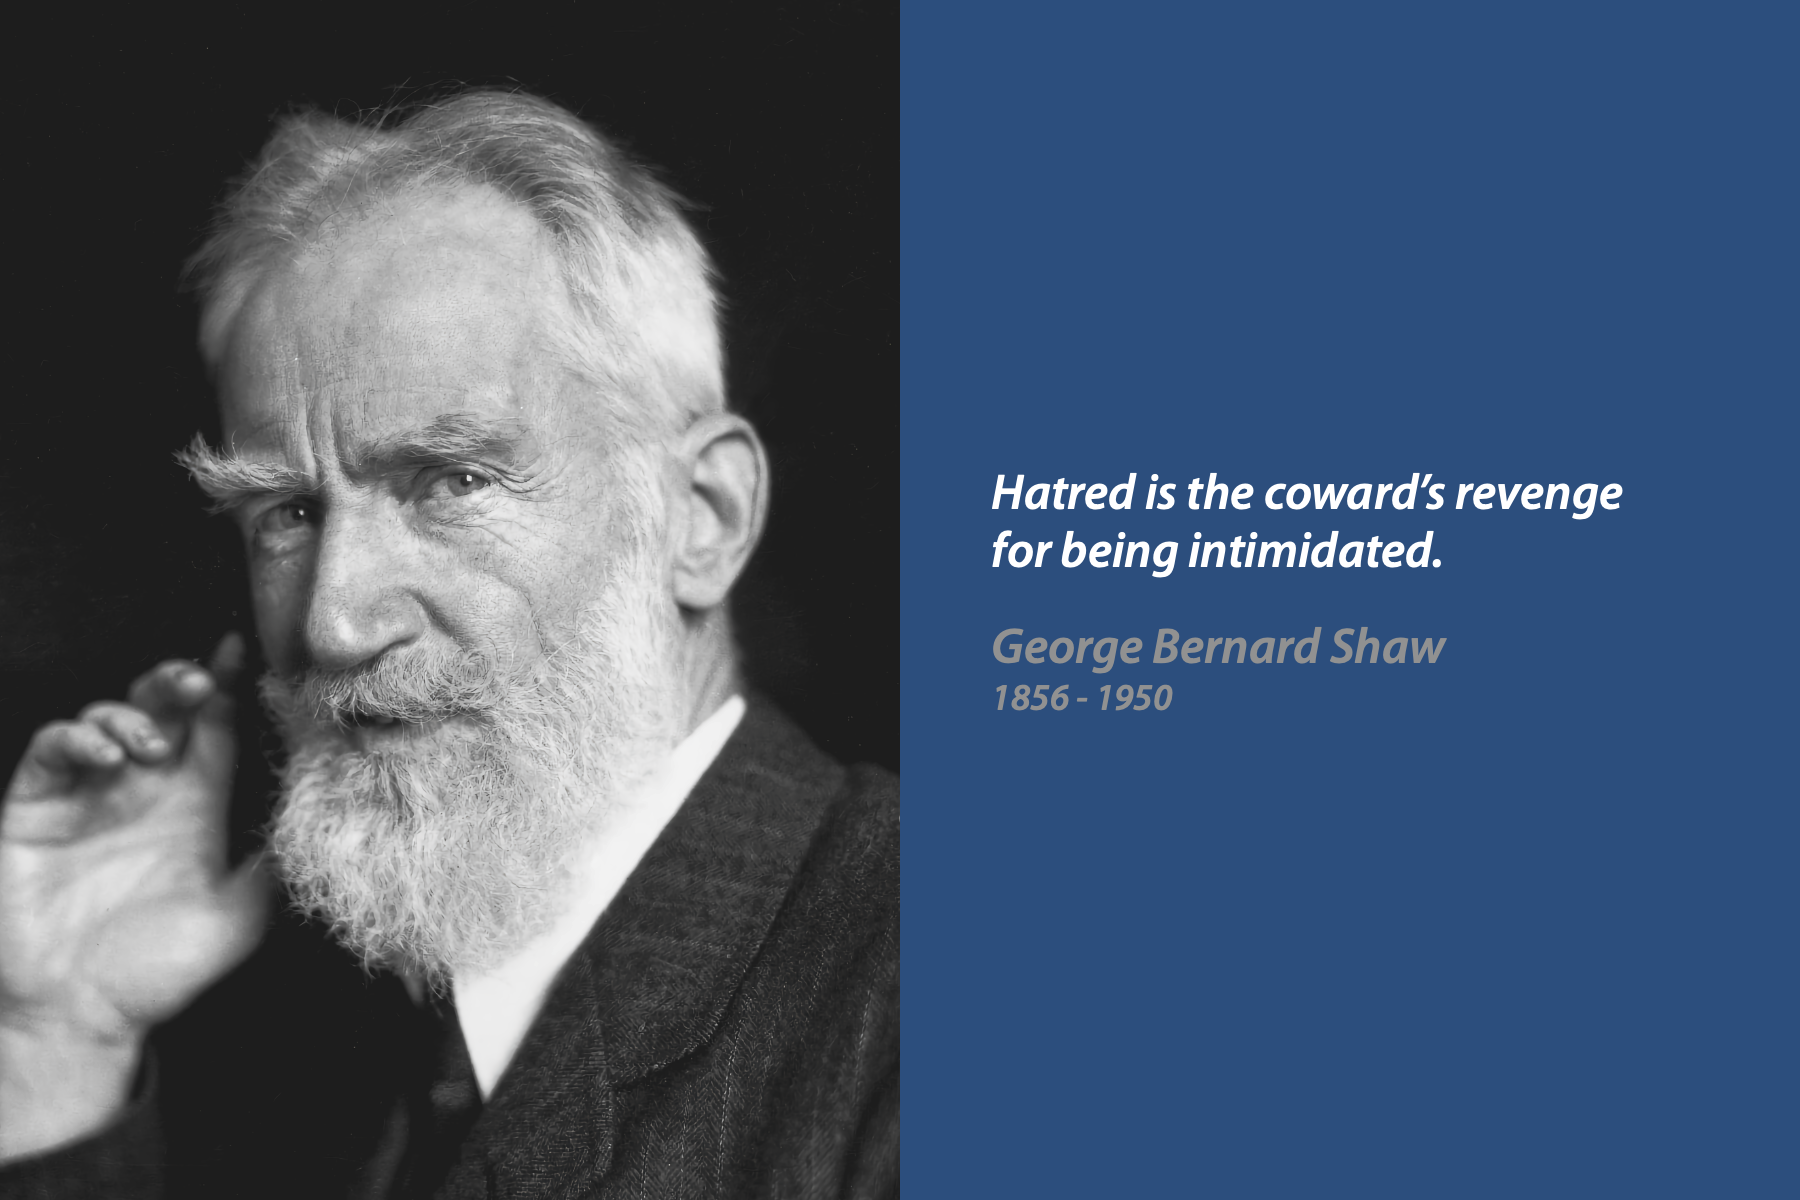 Hatred is the coward’s revenge
for being intimidated.
George Bernard Shaw
1856 - 1950